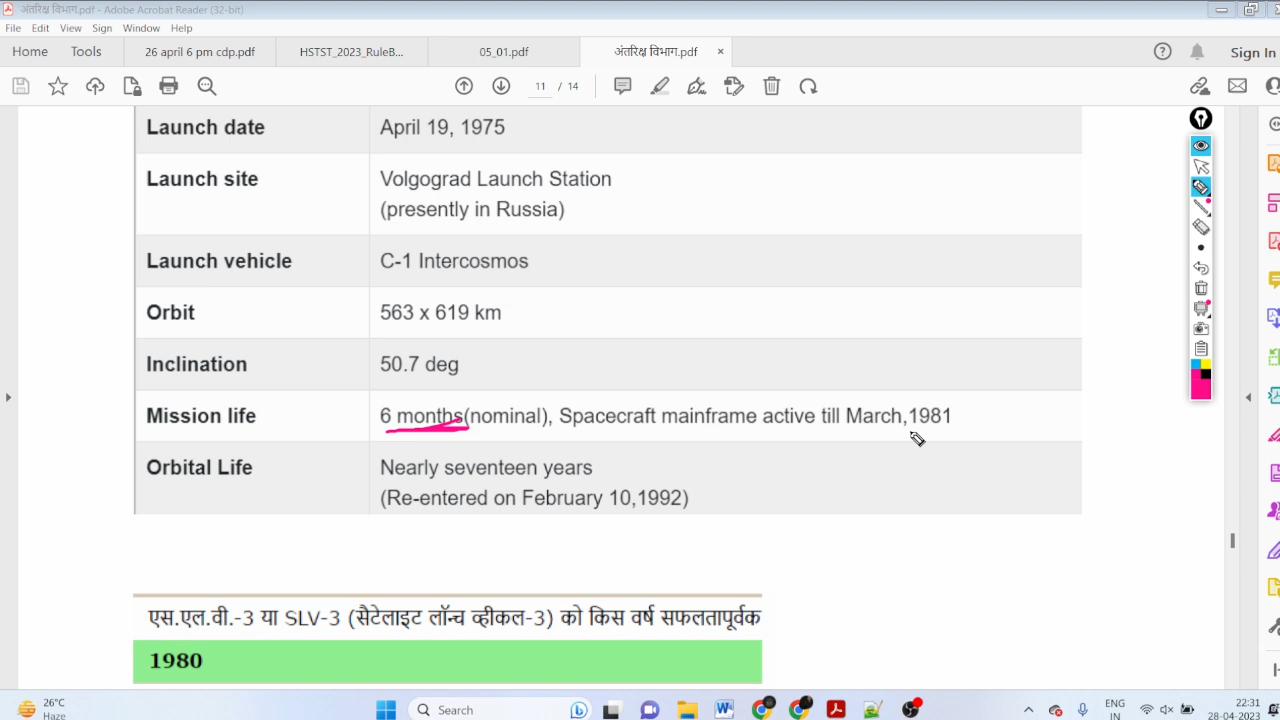 अंतरिक्ष विभाग.pdf - Adobe Acrobat Reader (32-bit)
File Edit View Sign Window Help
Home Tools 26 april 6 pm cdp.pdf HSTST_2023_RuleB... 05_01.pdf अंतरिक्ष विभाग.pdf × Sign In
11 / 14
Launch date April 19, 1975
Launch site Volgograd Launch Station
(presently in Russia)
Launch vehicle C-1 Intercosmos
Orbit 563 x 619 km
Inclination 50.7 deg
Mission life 6 months(nominal), Spacecraft mainframe active till March,1981
Orbital Life Nearly seventeen years
(Re-entered on February 10,1992)
एस.एल.वी.-3 या SLV-3 (सैटेलाइट लॉन्च व्हीकल-3) को किस वर्ष सफलतापूर्वक
1980
26°C
Haze
Search
ENG
IN
22:31
28-04-2023